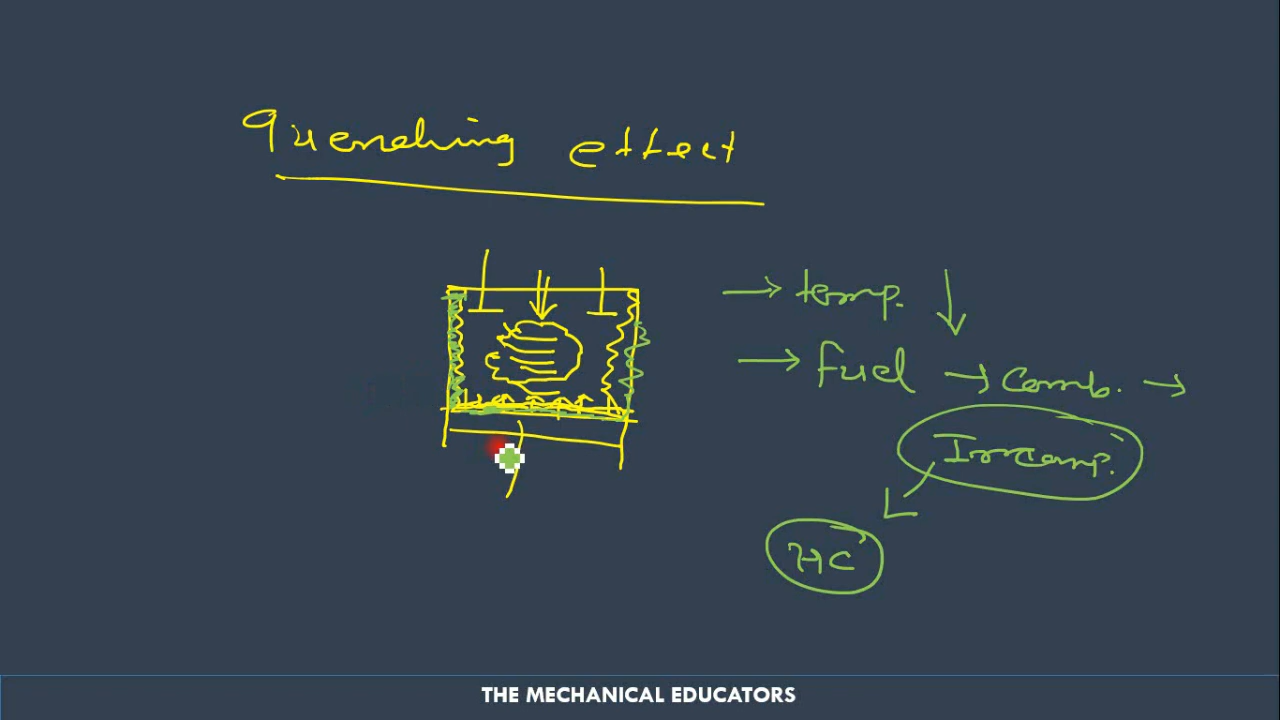 Quenching effect
→ temp. ↓
→ Fuel → Comb. →
Incomp.
HC
THE MECHANICAL EDUCATORS